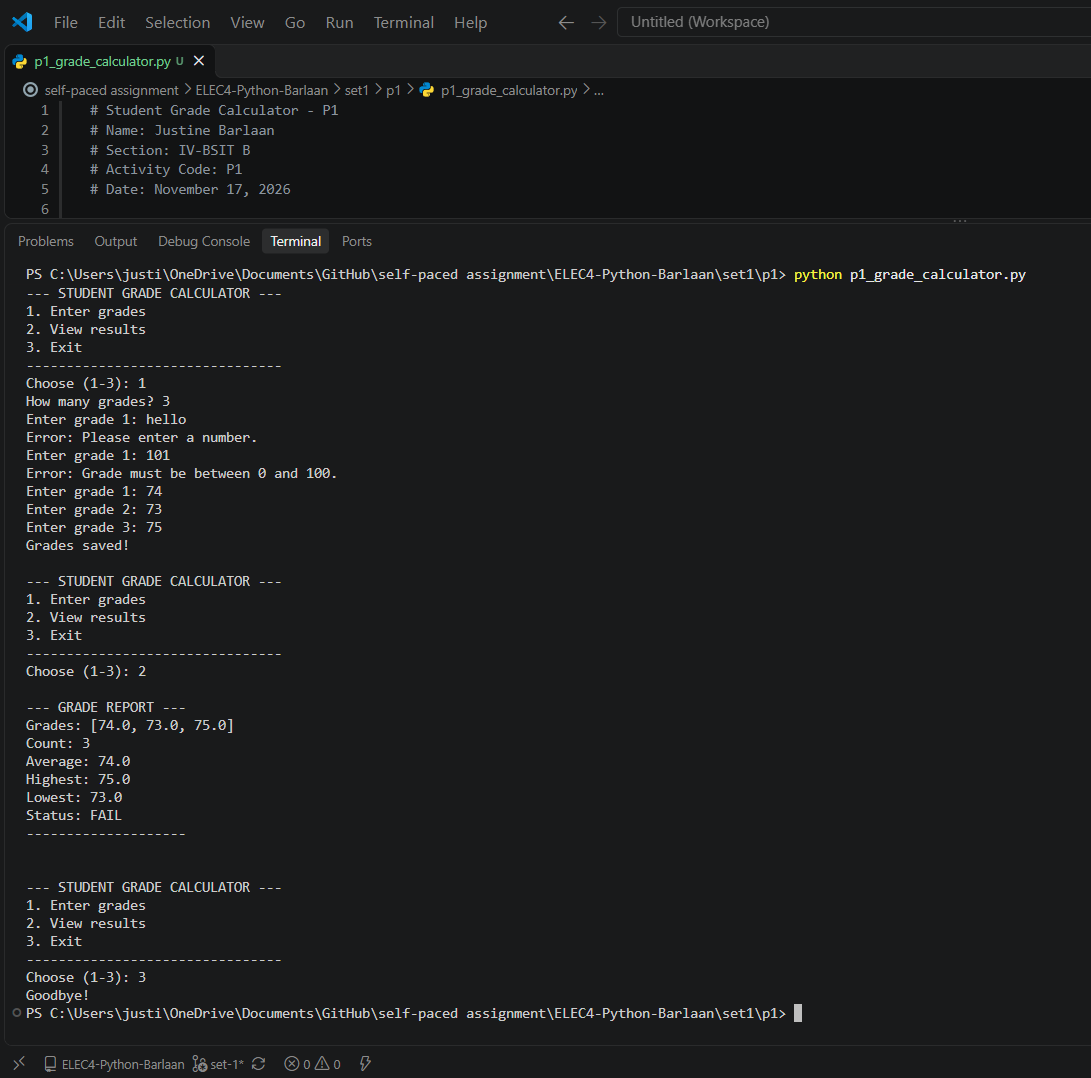 File Edit Selection View Go Run Terminal Help Untitled (Workspace)
p1_grade_calculator.py U
self-paced assignment > ELEC4-Python-Barlaan > set1 > p1 > p1_grade_calculator.py > ...
1 # Student Grade Calculator - P1
2 # Name: Justine Barlaan
3 # Section: IV-BSIT B
4 # Activity Code: P1
5 # Date: November 17, 2026
6
Problems Output Debug Console Terminal Ports
PS C:\Users\justi\OneDrive\Documents\GitHub\self-paced assignment\ELEC4-Python-Barlaan\set1\p1> python p1_grade_calculator.py
--- STUDENT GRADE CALCULATOR ---
1. Enter grades
2. View results
3. Exit
--------------------------------
Choose (1-3): 1
How many grades? 3
Enter grade 1: hello
Error: Please enter a number.
Enter grade 1: 101
Error: Grade must be between 0 and 100.
Enter grade 1: 74
Enter grade 2: 73
Enter grade 3: 75
Grades saved!
--- STUDENT GRADE CALCULATOR ---
1. Enter grades
2. View results
3. Exit
--------------------------------
Choose (1-3): 2
--- GRADE REPORT ---
Grades: [74.0, 73.0, 75.0]
Count: 3
Average: 74.0
Highest: 75.0
Lowest: 73.0
Status: FAIL
--------------------
--- STUDENT GRADE CALCULATOR ---
1. Enter grades
2. View results
3. Exit
--------------------------------
Choose (1-3): 3
Goodbye!
PS C:\Users\justi\OneDrive\Documents\GitHub\self-paced assignment\ELEC4-Python-Barlaan\set1\p1>
ELEC4-Python-Barlaan set-1* 0 0